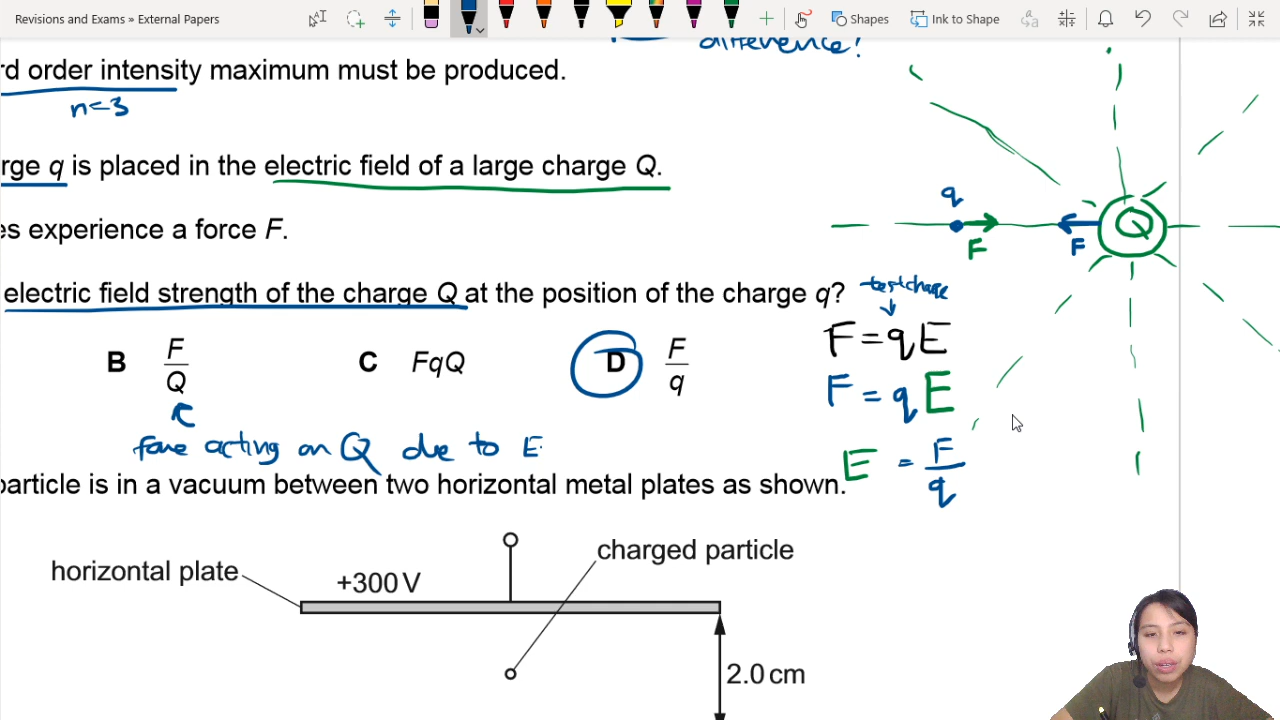 Revisions and Exams » External Papers
Shapes
Ink to Shape
difference?
rd order intensity maximum must be produced.
n=3
rge q is placed in the electric field of a large charge Q.
q
Q
F
F
es experience a force F.
electric field strength of the charge Q at the position of the charge q?
test charge
F = qE
B F/Q C FqQ D F/q
F = qE
force acting on Q due to E.
E = F/q
particle is in a vacuum between two horizontal metal plates as shown.
charged particle
horizontal plate
+300 V
2.0 cm